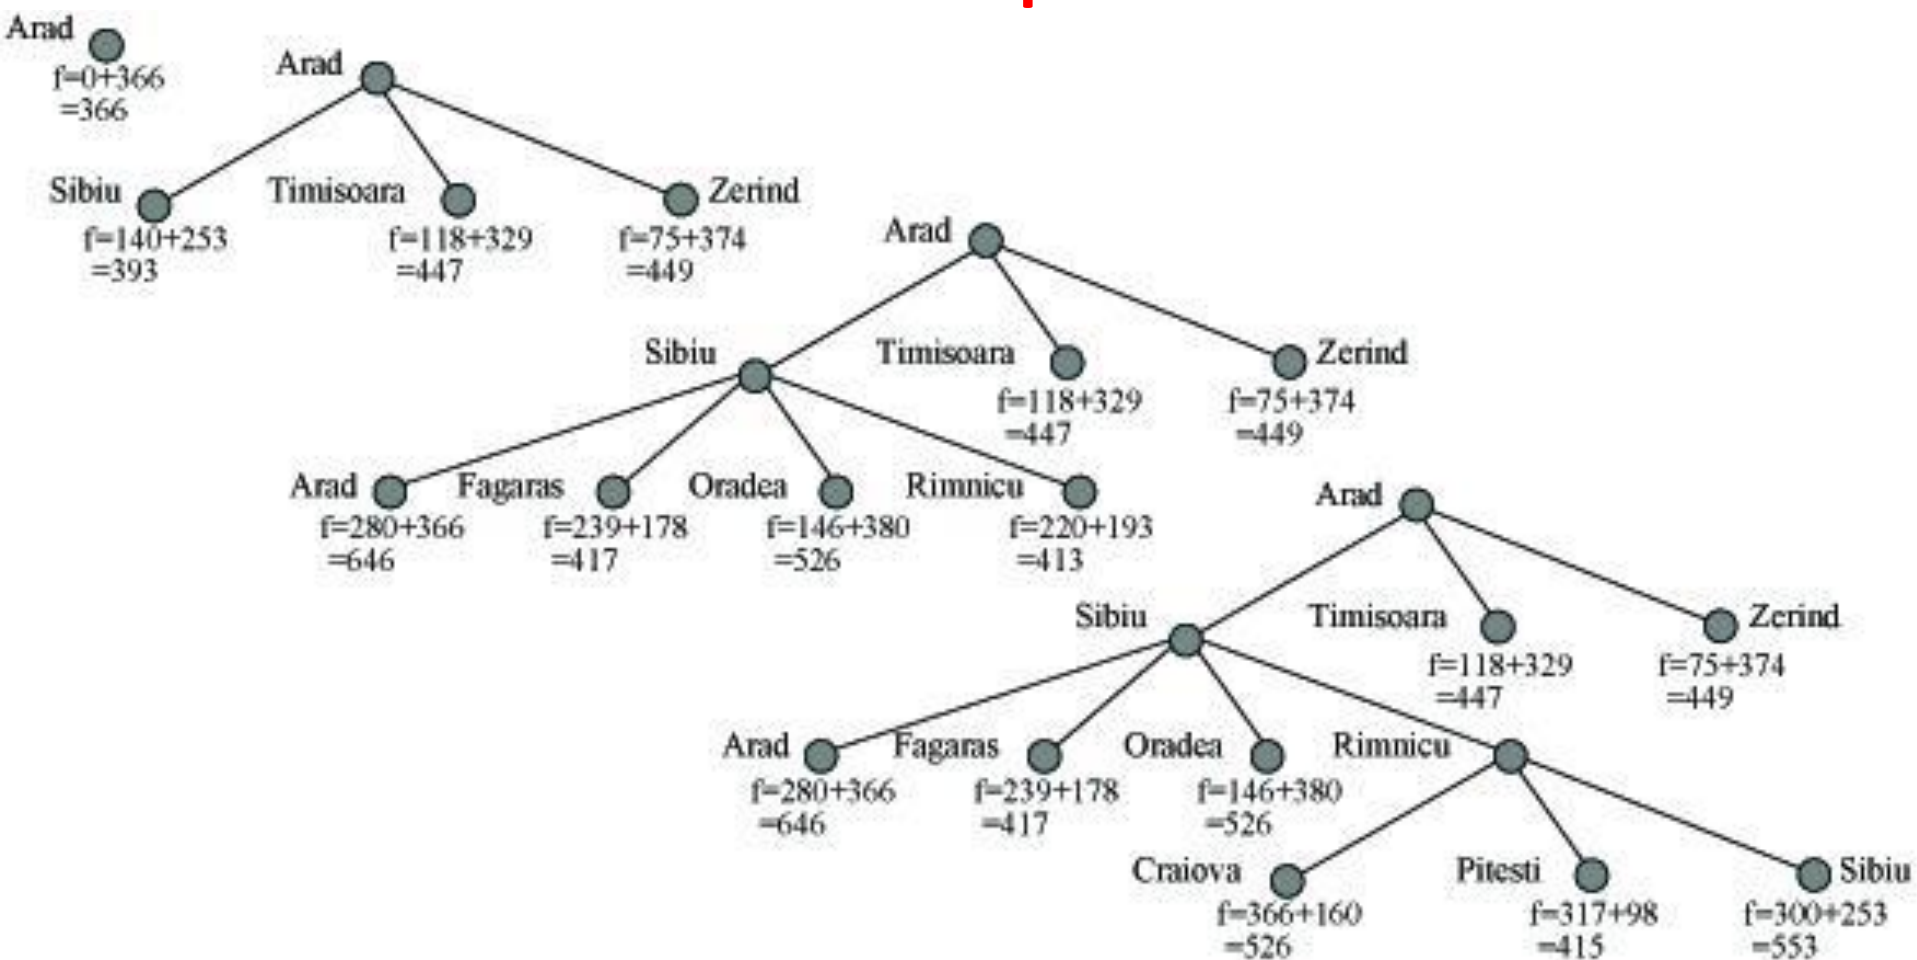 Arad
f=0+366
=366
Arad
Sibiu
f=140+253
=393
Timisoara
f=118+329
=447
Zerind
f=75+374
=449
Arad
Sibiu
Timisoara
f=118+329
=447
Zerind
f=75+374
=449
Arad
f=280+366
=646
Fagaras
f=239+178
=417
Oradea
f=146+380
=526
Rimnicu
f=220+193
=413
Arad
Sibiu
Timisoara
f=118+329
=447
Zerind
f=75+374
=449
Arad
f=280+366
=646
Fagaras
f=239+178
=417
Oradea
f=146+380
=526
Rimnicu
Craiova
f=366+160
=526
Pitesti
f=317+98
=415
Sibiu
f=300+253
=553